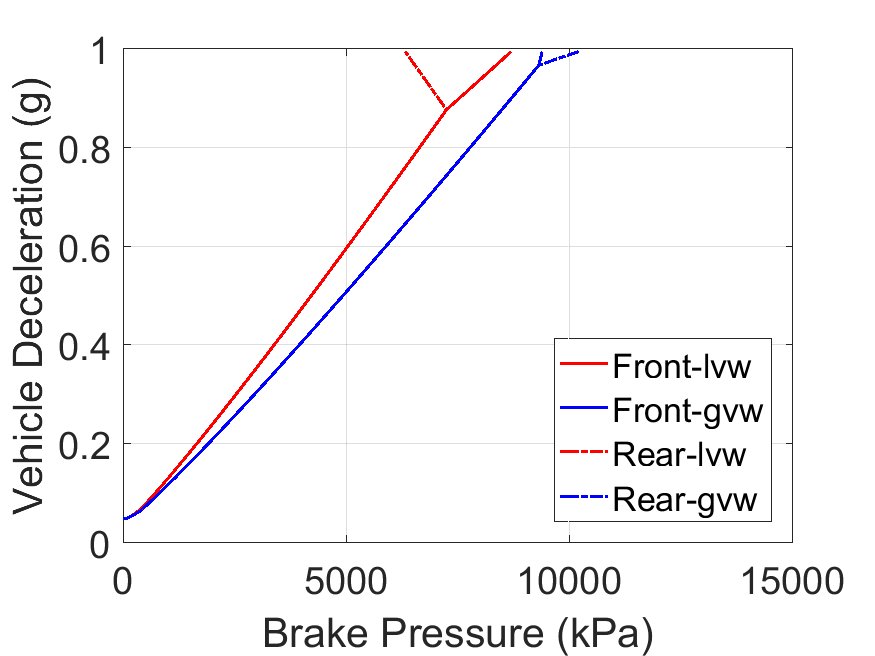 Vehicle Deceleration (g)
1
0.8
0.6
0.4
0.2
0
0 5000 10000 15000
Brake Pressure (kPa)
Front-lvw
Front-gvw
Rear-lvw
Rear-gvw